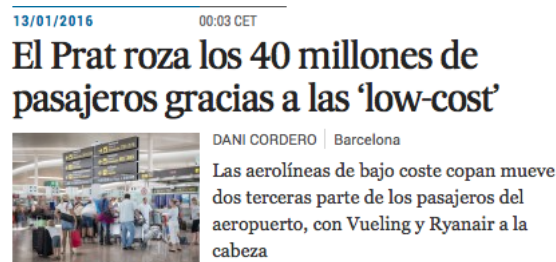 13/01/2016 00:03 CET
El Prat roza los 40 millones de
pasajeros gracias a las ‘low-cost’
DANI CORDERO | Barcelona
Las aerolíneas de bajo coste copan mueve
dos terceras parte de los pasajeros del
aeropuerto, con Vueling y Ryanair a la
cabeza